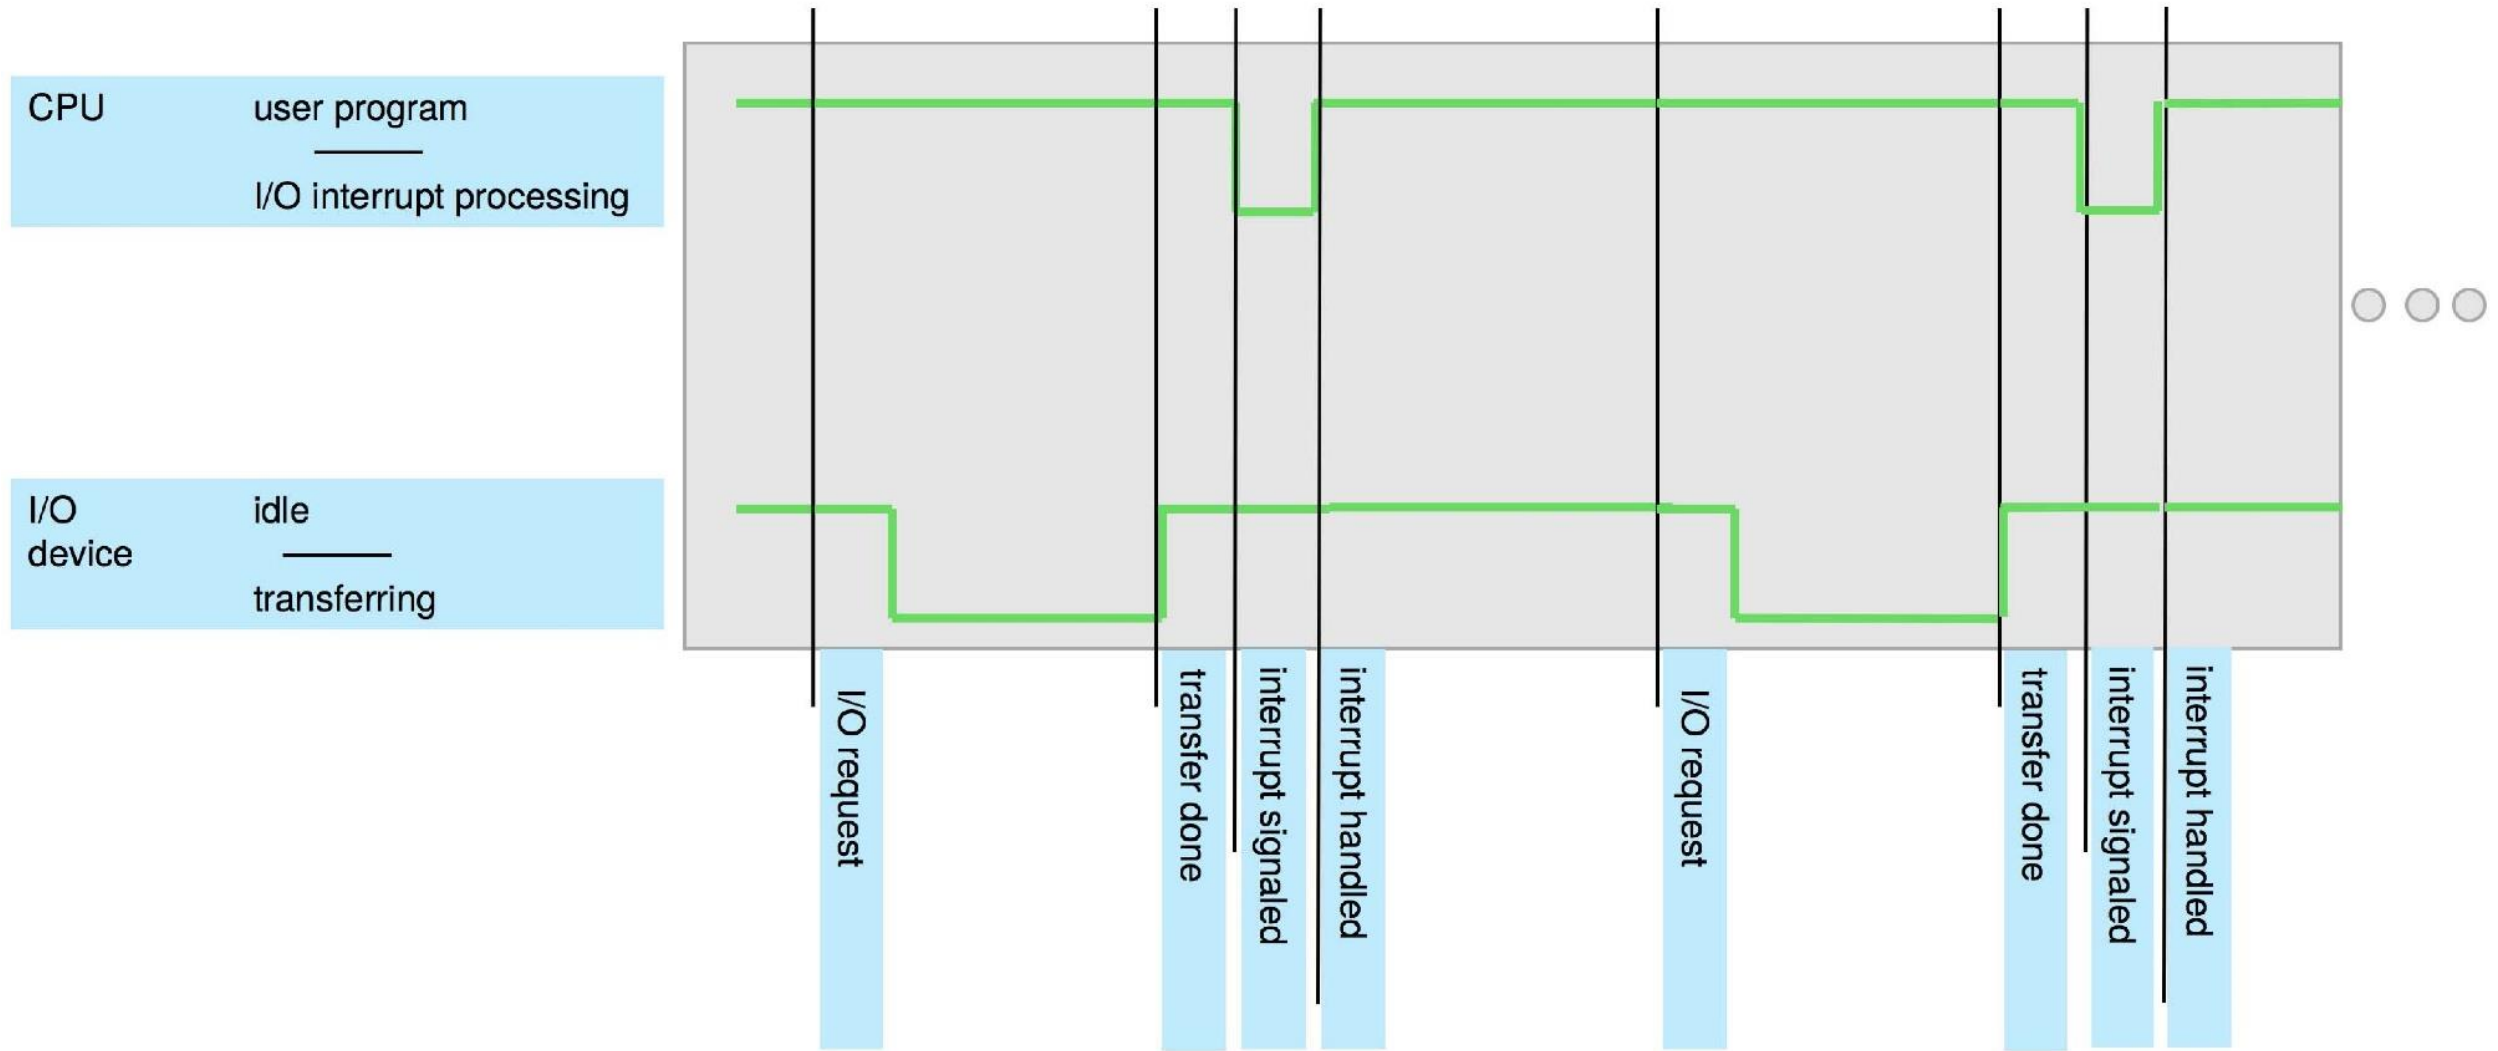 CPU
user program
I/O interrupt processing
I/O
device
idle
transferring
I/O request
transfer done
interrupt signaled
interrupt handled
I/O request
transfer done
interrupt signaled
interrupt handled